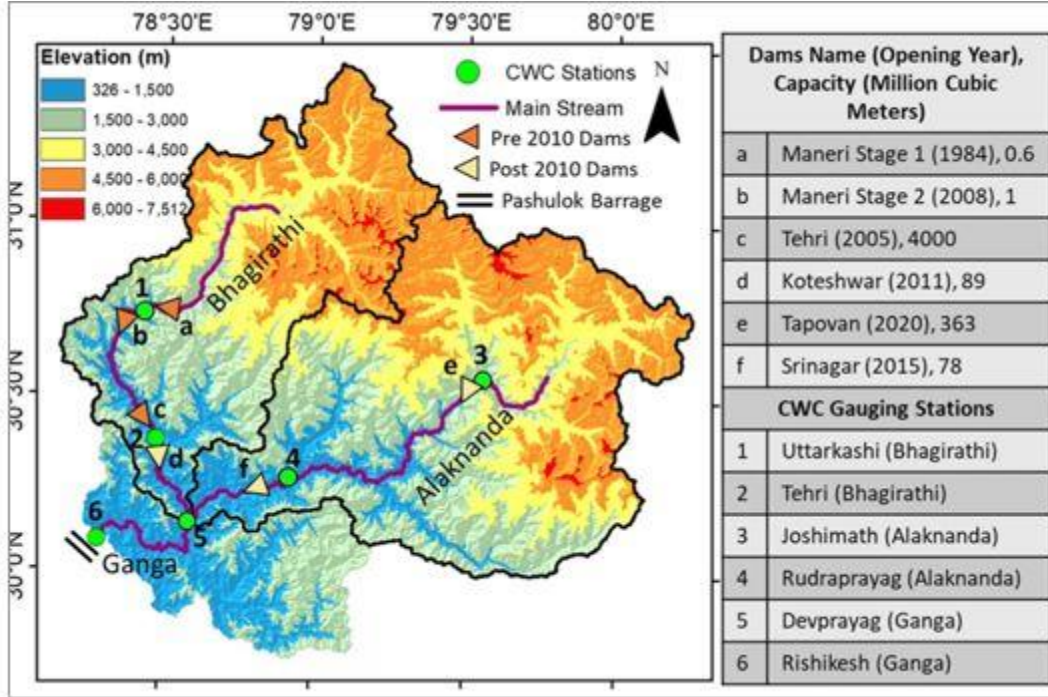 78°30'E 79°0'E 79°30'E 80°0'E
Elevation (m)
326 - 1,500
1,500 - 3,000
3,000 - 4,500
4,500 - 6,000
6,000 - 7,512
CWC Stations
Main Stream
Pre 2010 Dams
Post 2010 Dams
Pashulok Barrage
N
31°0'N
30°30'N
30°0'N
Bhagirathi
1
a
b
c
2
d
e
3
Alaknanda
f
4
5
6
Ganga
Dams Name (Opening Year),
Capacity (Million Cubic
Meters)
a Maneri Stage 1 (1984), 0.6
b Maneri Stage 2 (2008), 1
c Tehri (2005), 4000
d Koteshwar (2011), 89
e Tapovan (2020), 363
f Srinagar (2015), 78
CWC Gauging Stations
1 Uttarkashi (Bhagirathi)
2 Tehri (Bhagirathi)
3 Joshimath (Alaknanda)
4 Rudraprayag (Alaknanda)
5 Devprayag (Ganga)
6 Rishikesh (Ganga)